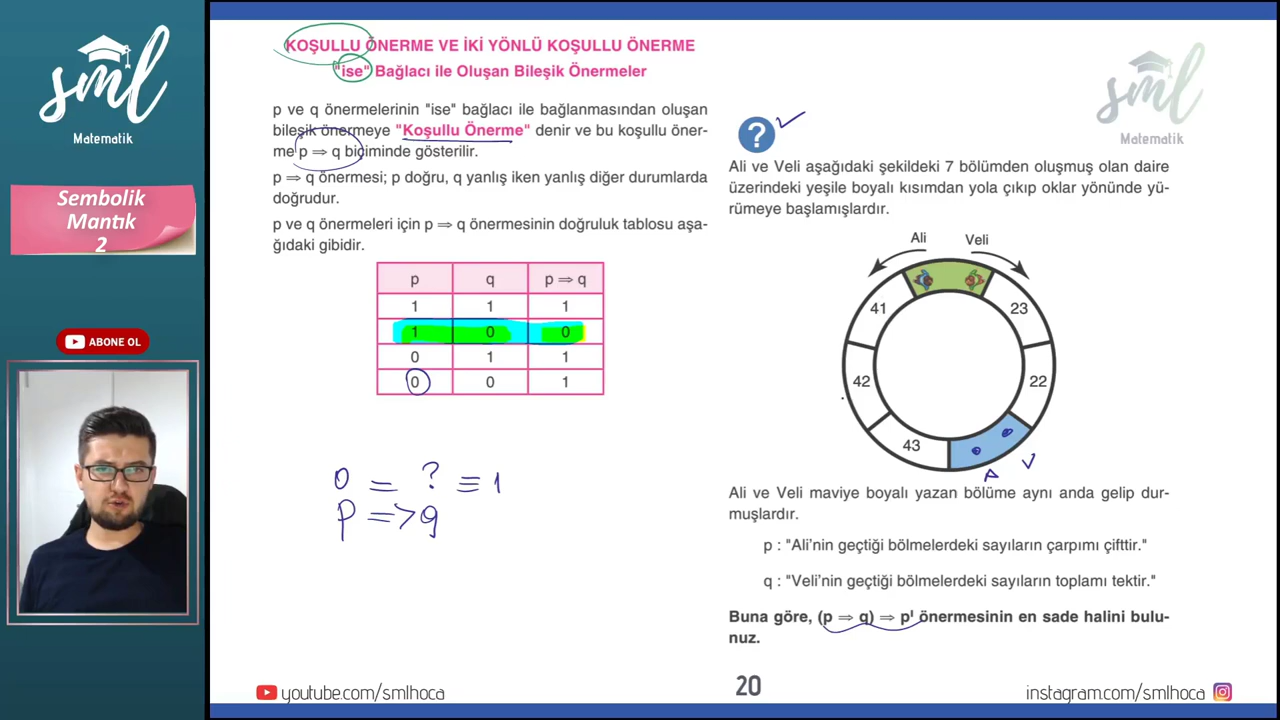 sml
Matematik
Sembolik
Mantık
2
ABONE OL
KOŞULLU ÖNERME VE İKİ YÖNLÜ KOŞULLU ÖNERME
"ise" Bağlacı ile Oluşan Bileşik Önermeler
p ve q önermelerinin "ise" bağlacı ile bağlanmasından oluşan
bileşik önermeye "Koşullu Önerme" denir ve bu koşullu öner-
me p ⇒ q biçiminde gösterilir.
p ⇒ q önermesi; p doğru, q yanlış iken yanlış diğer durumlarda
doğrudur.
p ve q önermeleri için p ⇒ q önermesinin doğruluk tablosu aşa-
ğıdaki gibidir.
p q p ⇒ q
1 1 1
1 0 0
0 1 1
0 0 1
0 = ? ≡ 1
p => q
sml
Matematik
?
Ali ve Veli aşağıdaki şekildeki 7 bölümden oluşmuş olan daire
üzerindeki yeşile boyalı kısımdan yola çıkıp oklar yönünde yü-
rümeye başlamışlardır.
Ali Veli
41 23
42 22
43
A V
Ali ve Veli maviye boyalı yazan bölüme aynı anda gelip dur-
muşlardır.
p : "Ali'nin geçtiği bölmelerdeki sayıların çarpımı çifttir."
q : "Veli'nin geçtiği bölmelerdeki sayıların toplamı tektir."
Buna göre, (p ⇒ q) ⇒ pᴵ önermesinin en sade halini bulu-
nuz.
youtube.com/smlhoca
20
instagram.com/smlhoca